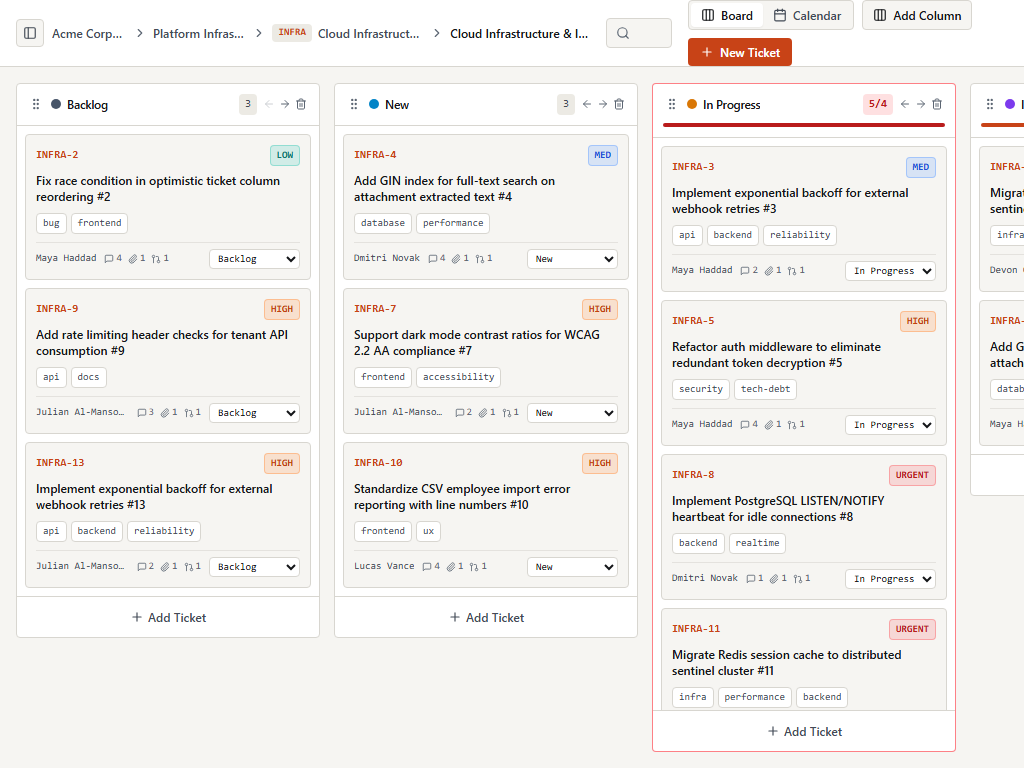 Acme Corp... > Platform Infras... > INFRA Cloud Infrastruct... > Cloud Infrastructure & I...
Board Calendar Add Column
+ New Ticket
Backlog 3
INFRA-2 LOW
Fix race condition in optimistic ticket column
reordering #2
bug frontend
Maya Haddad 4 1 1 Backlog
INFRA-9 HIGH
Add rate limiting header checks for tenant API
consumption #9
api docs
Julian Al-Manso... 3 1 1 Backlog
INFRA-13 HIGH
Implement exponential backoff for external
webhook retries #13
api backend reliability
Julian Al-Manso... 2 1 1 Backlog
+ Add Ticket
New 3
INFRA-4 MED
Add GIN index for full-text search on
attachment extracted text #4
database performance
Dmitri Novak 4 1 1 New
INFRA-7 HIGH
Support dark mode contrast ratios for WCAG
2.2 AA compliance #7
frontend accessibility
Julian Al-Manso... 2 1 1 New
INFRA-10 HIGH
Standardize CSV employee import error
reporting with line numbers #10
frontend ux
Lucas Vance 4 1 1 New
+ Add Ticket
In Progress 5/4
INFRA-3 MED
Implement exponential backoff for external
webhook retries #3
api backend reliability
Maya Haddad 2 1 1 In Progress
INFRA-5 HIGH
Refactor auth middleware to eliminate
redundant token decryption #5
security tech-debt
Maya Haddad 4 1 1 In Progress
INFRA-8 URGENT
Implement PostgreSQL LISTEN/NOTIFY
heartbeat for idle connections #8
backend realtime
Dmitri Novak 1 1 1 In Progress
INFRA-11 URGENT
Migrate Redis session cache to distributed
sentinel cluster #11
infra performance backend
+ Add Ticket
INFRA-
Migrat
sentin
infra
Devon
INFRA-
Add G
attach
datab
Maya H